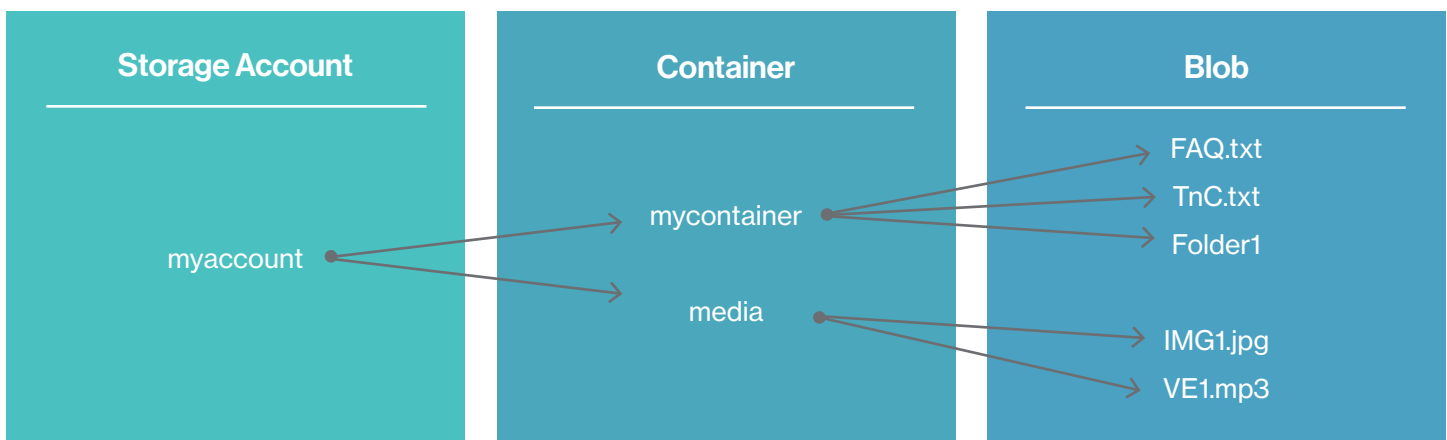 Storage Account
myaccount
Container
mycontainer
media
Blob
FAQ.txt
TnC.txt
Folder1
IMG1.jpg
VE1.mp3